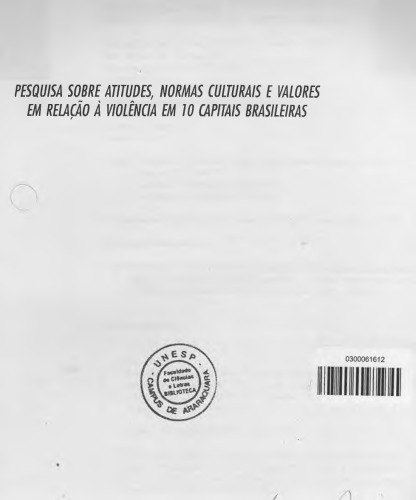 PESQUISA SOBRE ATITUDES, NORMAS CULTURAIS E VALORES
EM RELAÇÃO À VIOLÊNCIA EM 10 CAPITAIS BRASILEIRAS
0300061612
UNESP
Faculdade
de Ciências
e Letras
BIBLIOTECA
CAMPUS DE ARARAQUARA